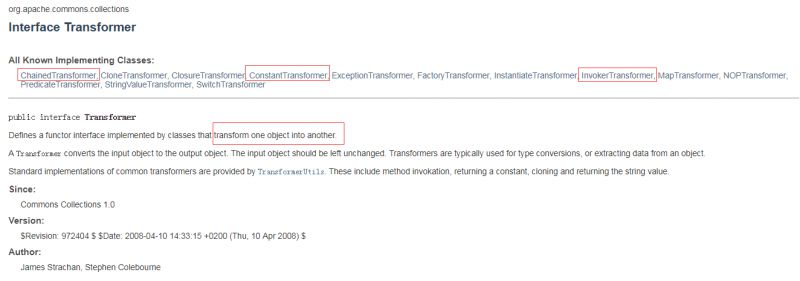 org.apache.commons.collections
Interface Transformer
All Known Implementing Classes:
ChainedTransformer, CloneTransformer, ClosureTransformer, ConstantTransformer, ExceptionTransformer, FactoryTransformer, InstantiateTransformer, InvokerTransformer, MapTransformer, NOPTransformer,
PredicateTransformer, StringValueTransformer, SwitchTransformer
public interface Transformer
Defines a functor interface implemented by classes that transform one object into another.
A Transformer converts the input object to the output object. The input object should be left unchanged. Transformers are typically used for type conversions, or extracting data from an object.
Standard implementations of common transformers are provided by TransformerUtils. These include method invokation, returning a constant, cloning and returning the string value.
Since:
Commons Collections 1.0
Version:
$Revision: 972404 $ $Date: 2008-04-10 14:33:15 +0200 (Thu, 10 Apr 2008) $
Author:
James Strachan, Stephen Colebourne